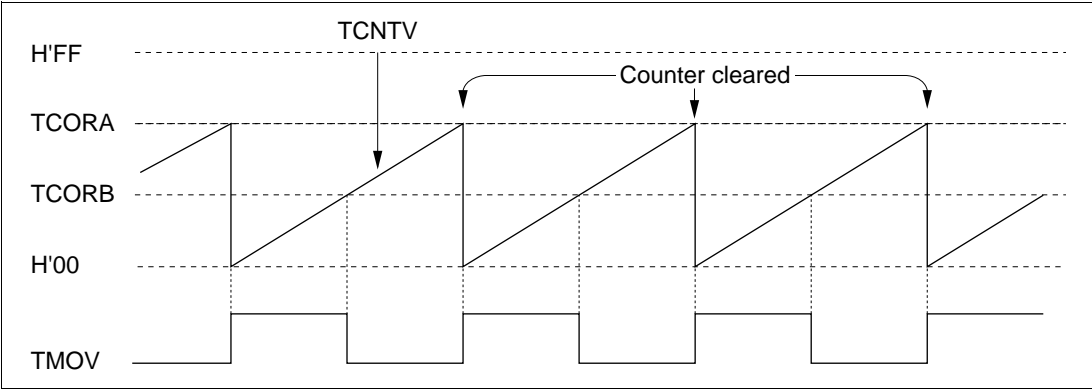 TCNTV
H'FF
Counter cleared
TCORA
TCORB
H'00
TMOV